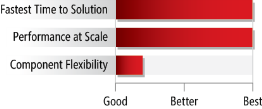 Fastest Time to Solution
Performance at Scale
Component Flexibility
Good Better Best